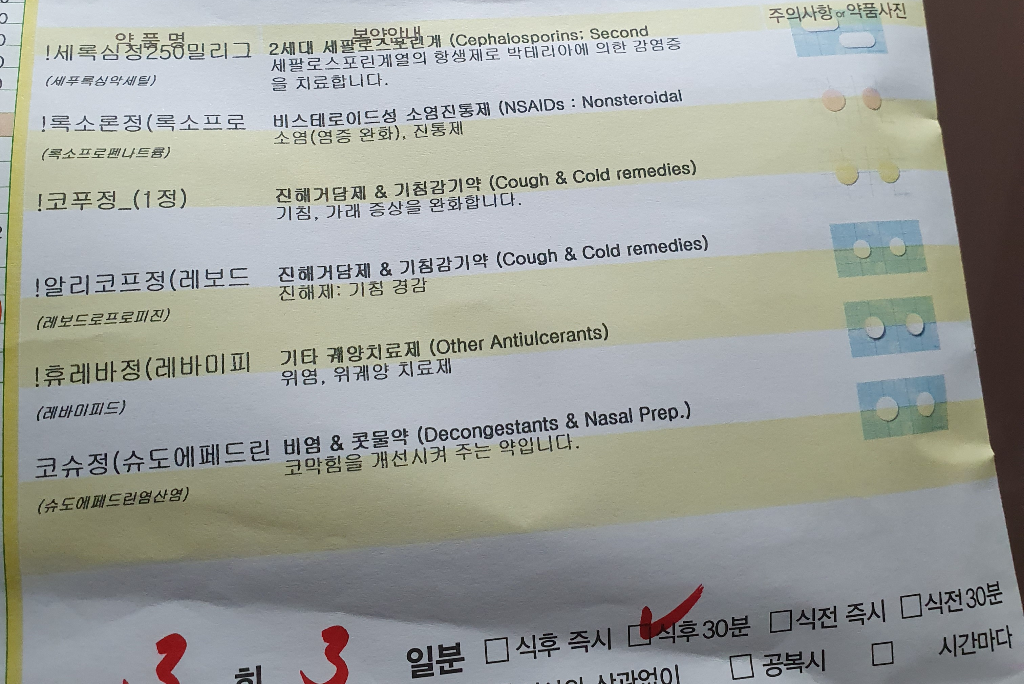 주의사항 or 약품사진
약 품 명 복약안내
!세록심정250밀리그 2세대 세팔로스포린계 (Cephalosporins; Second
세팔로스포린계열의 항생제로 박테리아에 의한 감염증
(세푸록심악세틸) 을 치료합니다.
!록소론정(록소프로 비스테로이드성 소염진통제 (NSAIDs : Nonsteroidal
소염(염증 완화), 진통제
(록소프로펜나트륨)
!코푸정_(1정) 진해거담제 & 기침감기약 (Cough & Cold remedies)
기침, 가래 증상을 완화합니다.
!알리코프정(레보드 진해거담제 & 기침감기약 (Cough & Cold remedies)
진해제: 기침 경감
(레보드로프로피진)
!휴레바정(레바미피 기타 궤양치료제 (Other Antiulcerants)
위염, 위궤양 치료제
(레바미피드)
코슈정(슈도에페드린 비염 & 콧물약 (Decongestants & Nasal Prep.)
코막힘을 개선시켜 주는 약입니다.
(슈도에페드린염산염)
3 회 3 일분 □ 식후 즉시 □ 식후 30분 □ 식전 즉시 □ 식전 30분
상관없이 □ 공복시 □ 시간마다